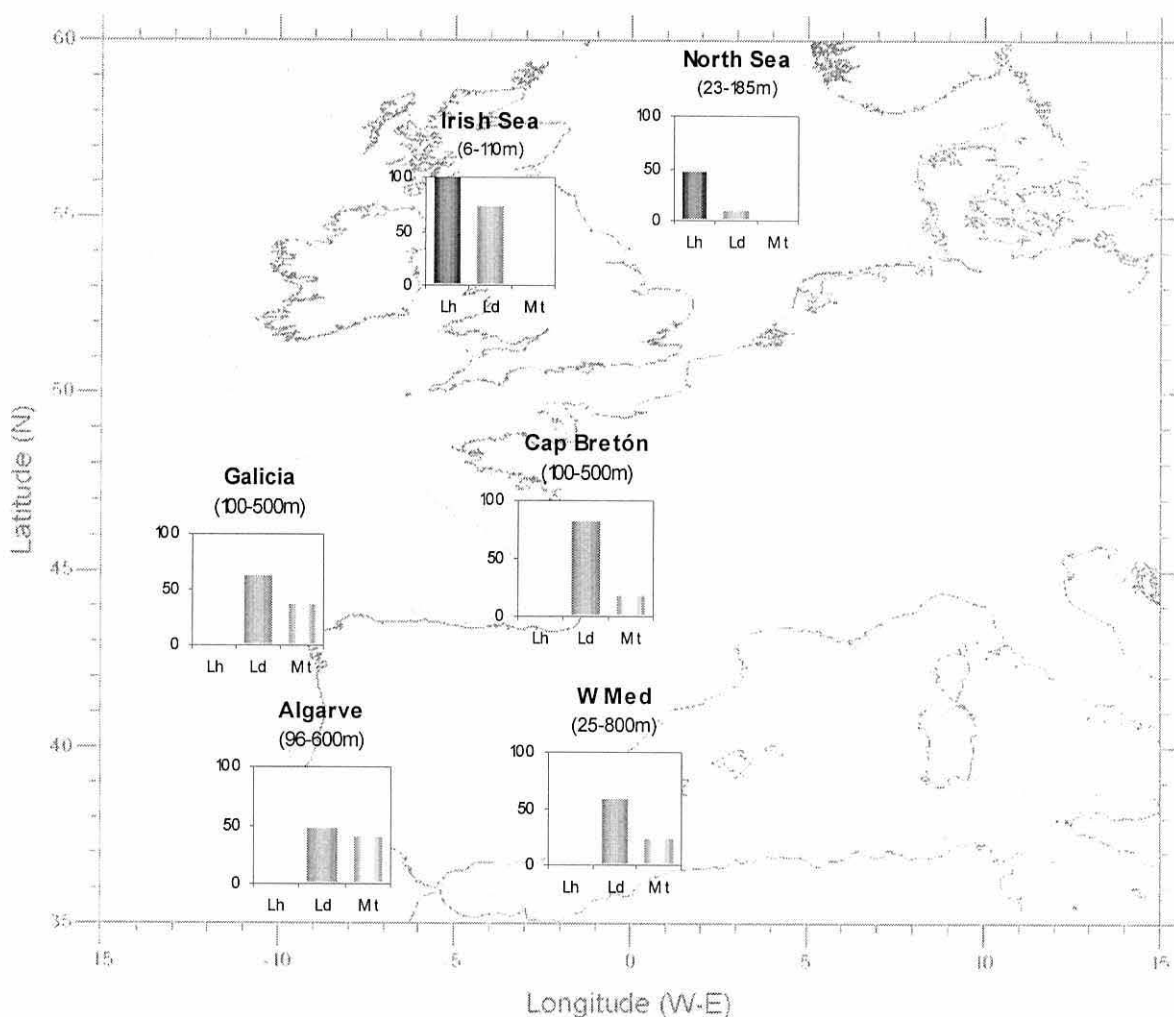 60
North Sea
(23-185m)
100
50
0
Lh Ld Mt
Irish Sea
(6-110m)
100
50
0
Lh Ld Mt
55
50
Latitude (N)
Cap Bretón
(100-500m)
100
50
0
Lh Ld Mt
Galicia
(100-500m)
100
50
0
Lh Ld Mt
45
W Med
(25-800m)
100
50
0
Lh Ld Mt
Algarve
(96-600m)
100
50
0
Lh Ld Mt
40
35
15 -10 -5 0 5 10 15
Longitude (W-E)